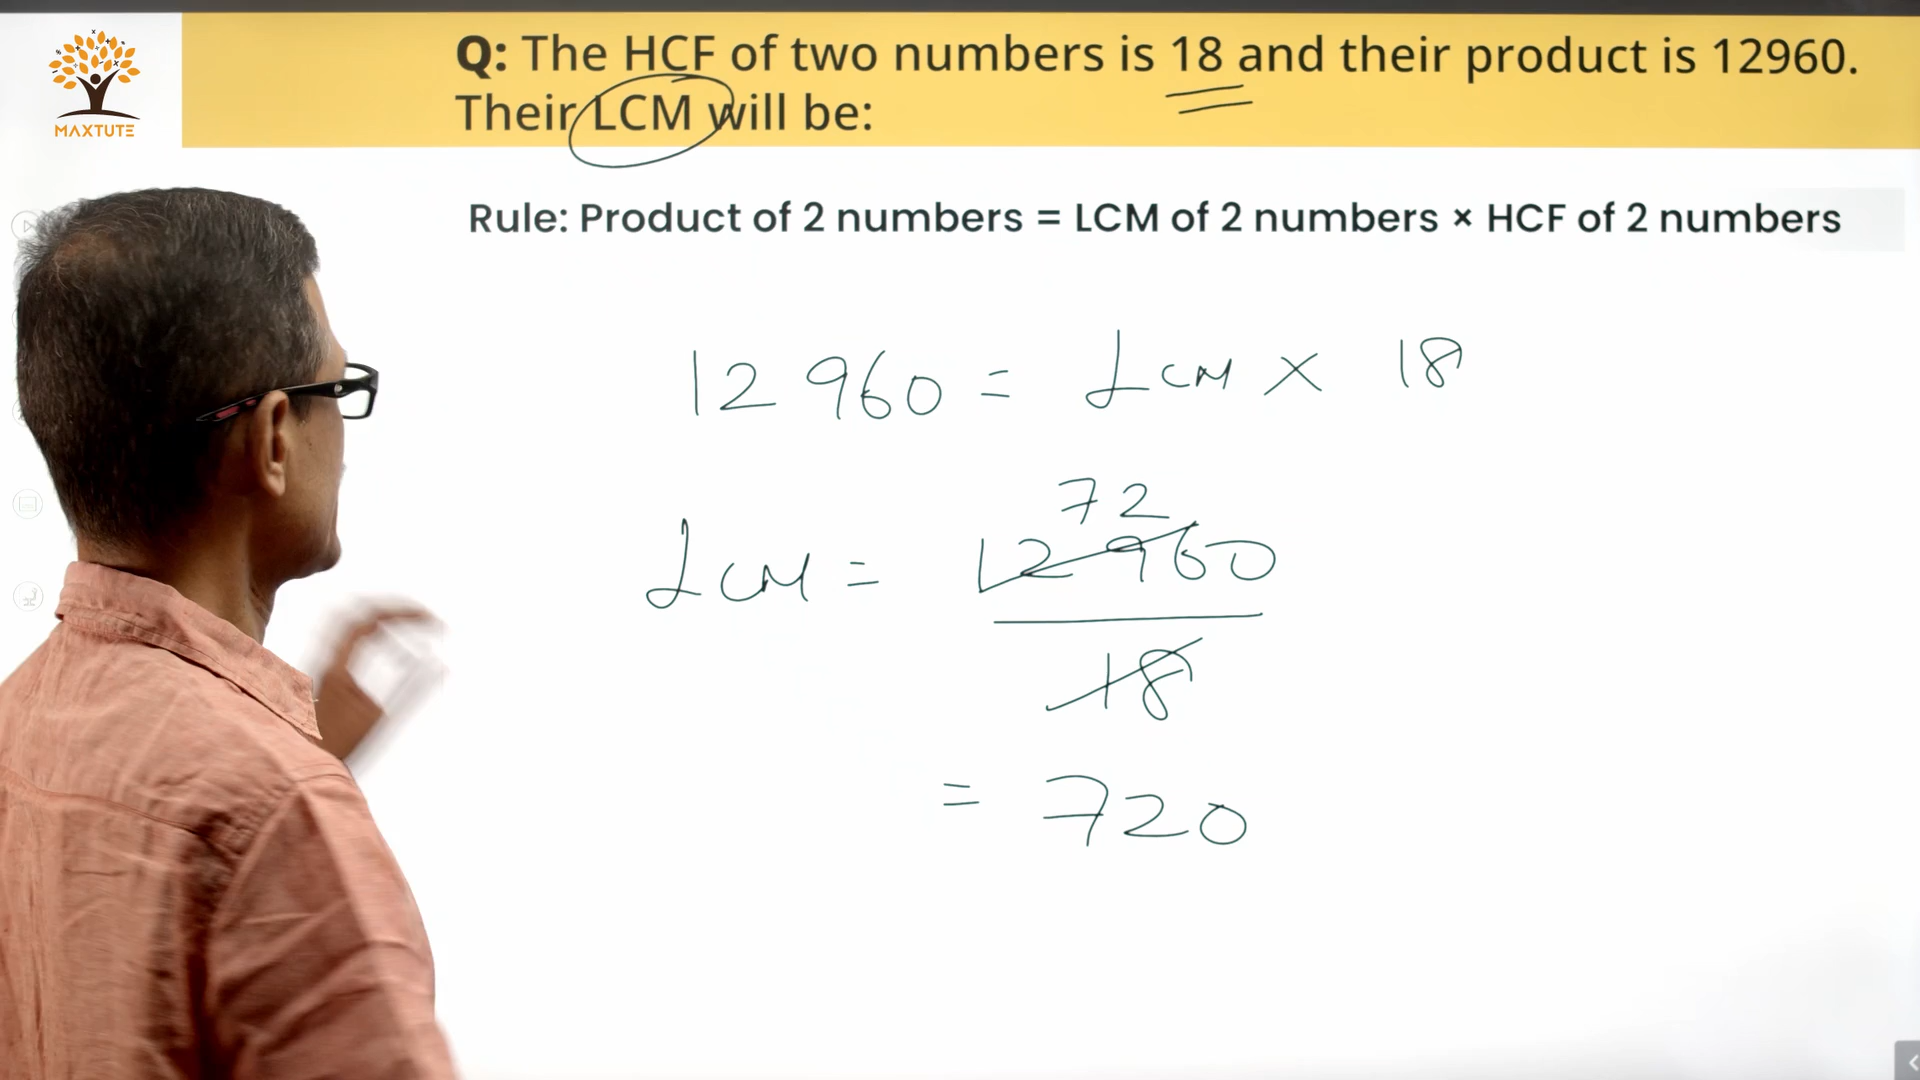 MAXTUTE
Q: The HCF of two numbers is 18 and their product is 12960.
Their LCM will be:
Rule: Product of 2 numbers = LCM of 2 numbers × HCF of 2 numbers
12960 = LCM × 18
72
LCM = 12960
18
= 720